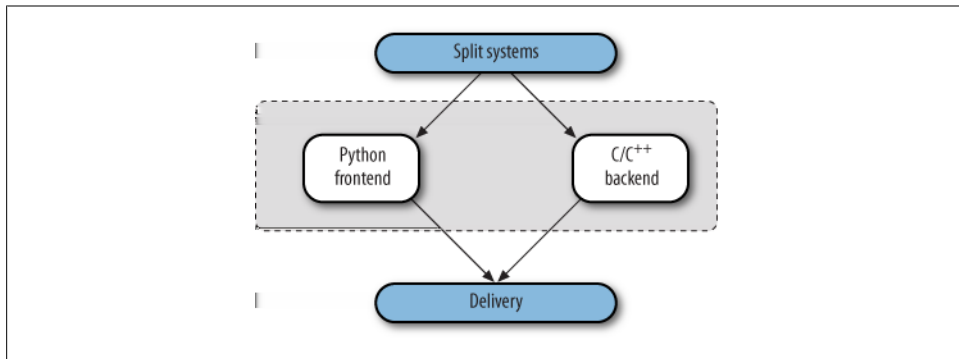 Split systems
Python
frontend
C/C++
backend
Delivery